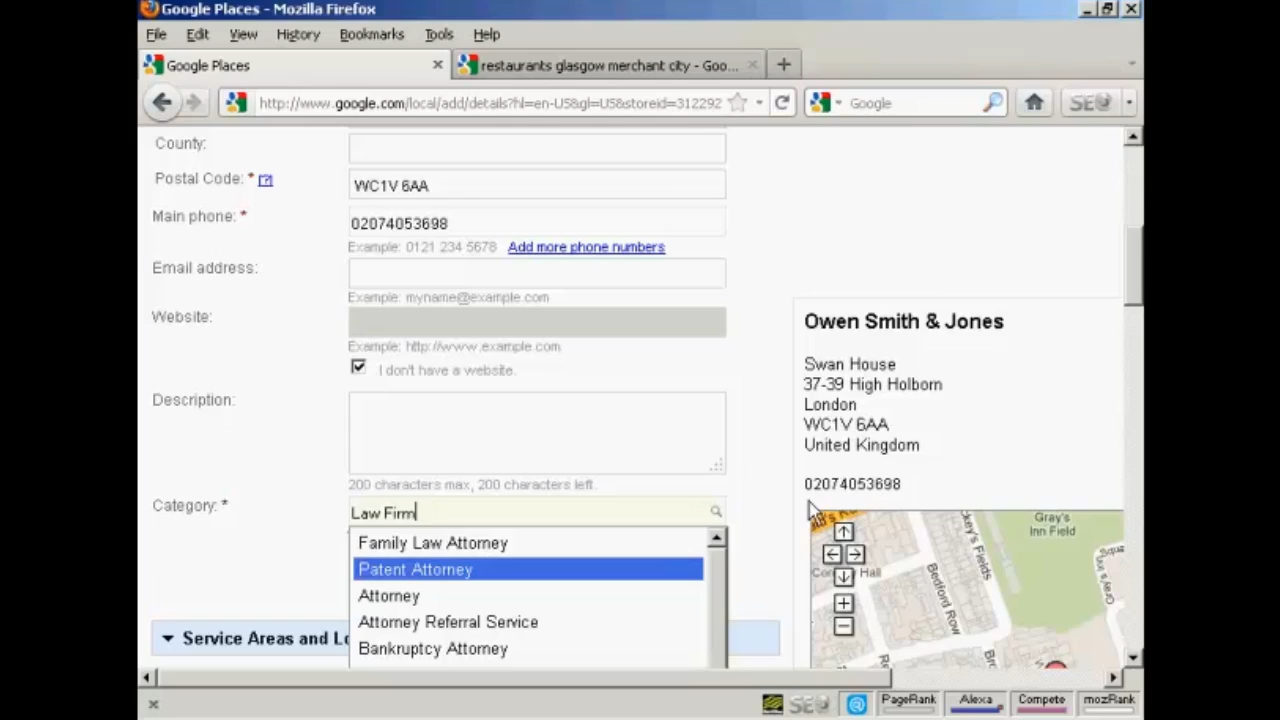 Google Places - Mozilla Firefox
File Edit View History Bookmarks Tools Help
Google Places
restaurants glasgow merchant city - Goo...
http://www.google.com/local/add/details?hl=en-US&gl=US&storeid=312292
Google
SEO
County:
Postal Code: *
WC1V 6AA
Main phone: *
02074053698
Example: 0121 234 5678 Add more phone numbers
Email address:
Example: myname@example.com
Website:
Example: http://www.example.com
I don't have a website.
Description:
200 characters max, 200 characters left.
Category: *
Law Firm
Family Law Attorney
Patent Attorney
Attorney
Attorney Referral Service
Bankruptcy Attorney
Service Areas and Lo
Owen Smith & Jones
Swan House
37-39 High Holborn
London
WC1V 6AA
United Kingdom
02074053698
Gray's
Inn Field
Hall
Bedford Row
SEO
PageRank
Alexa
Compete
mozRank